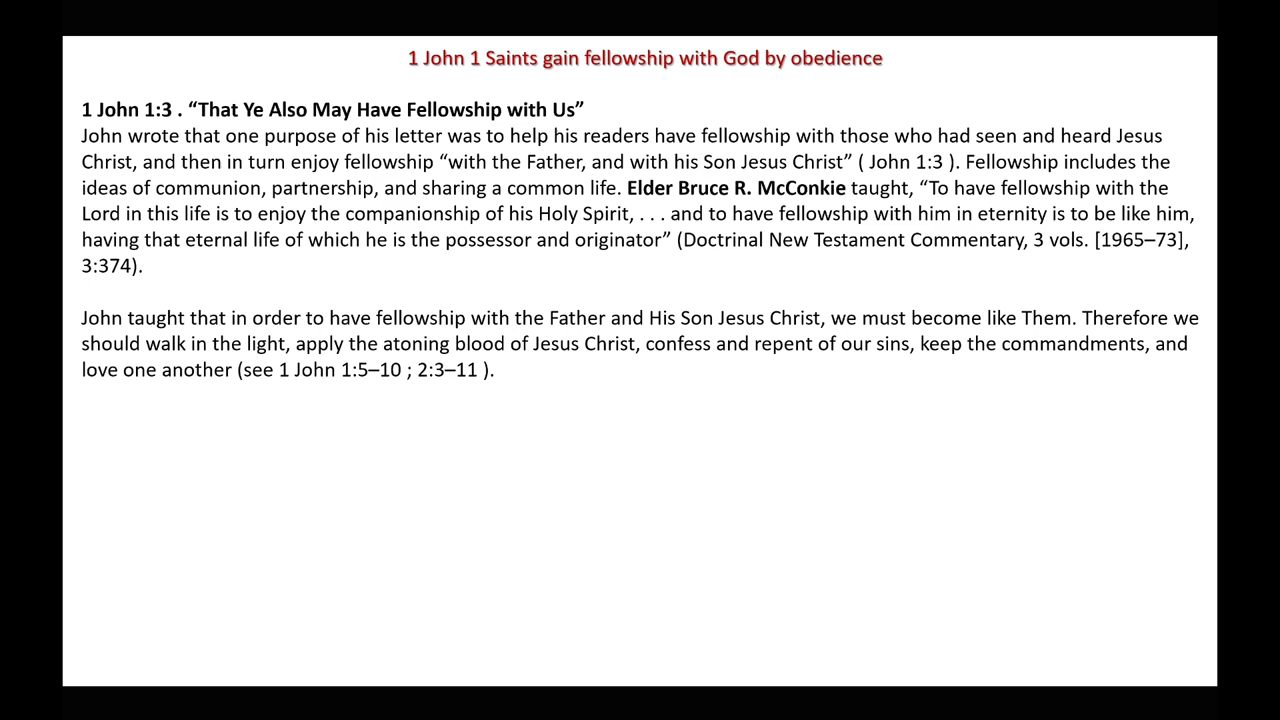 1 John 1 Saints gain fellowship with God by obedience
1 John 1:3 . “That Ye Also May Have Fellowship with Us”
John wrote that one purpose of his letter was to help his readers have fellowship with those who had seen and heard Jesus
Christ, and then in turn enjoy fellowship “with the Father, and with his Son Jesus Christ” ( John 1:3 ). Fellowship includes the
ideas of communion, partnership, and sharing a common life. Elder Bruce R. McConkie taught, “To have fellowship with the
Lord in this life is to enjoy the companionship of his Holy Spirit, . . . and to have fellowship with him in eternity is to be like him,
having that eternal life of which he is the possessor and originator” (Doctrinal New Testament Commentary, 3 vols. [1965–73],
3:374).
John taught that in order to have fellowship with the Father and His Son Jesus Christ, we must become like Them. Therefore we
should walk in the light, apply the atoning blood of Jesus Christ, confess and repent of our sins, keep the commandments, and
love one another (see 1 John 1:5–10 ; 2:3–11 ).